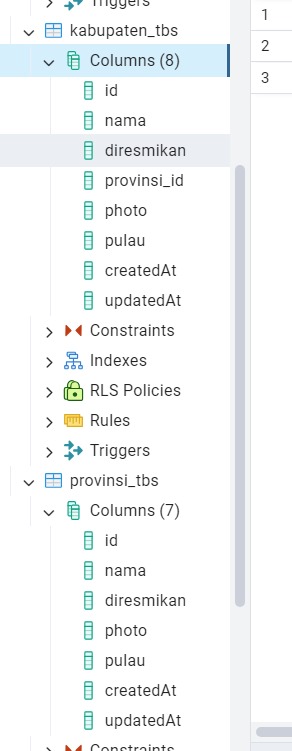 Triggers
kabupaten_tbs
Columns (8)
id
nama
diresmikan
provinsi_id
photo
pulau
createdAt
updatedAt
Constraints
Indexes
RLS Policies
Rules
Triggers
provinsi_tbs
Columns (7)
id
nama
diresmikan
photo
pulau
createdAt
updatedAt
Constraints
1
2
3